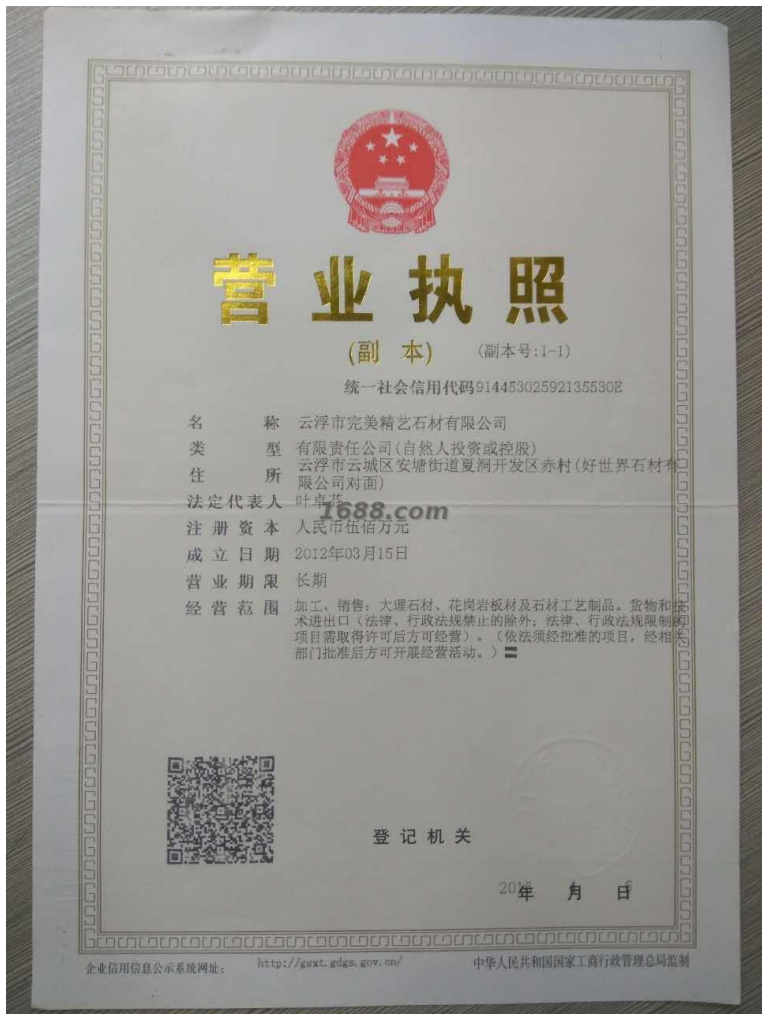 营业执照
(副 本) (副本号:1-1)
统一社会信用代码91445302592135530E
名 称 云浮市完美精艺石材有限公司
类 型 有限责任公司(自然人投资或控股)
住 所 云浮市云城区安塘街道夏洞开发区赤村(好世界石材有
限公司对面)
法定代表人 叶卓
1688.com
注册资本 人民币伍佰万元
成立日期 2012年03月15日
营业期限 长期
经营范围 加工、销售：大理石材、花岗岩板材及石材工艺制品。货物和技
术进出口（法律、行政法规禁止的除外；法律、行政法规限制的
项目需取得许可后方可经营）。（依法须经批准的项目，经相关
部门批准后方可开展经营活动。）
登记机关
年 月 日
企业信用信息公示系统网址： http://gsxt.gdgs.gov.cn/ 中华人民共和国国家工商行政管理总局监制